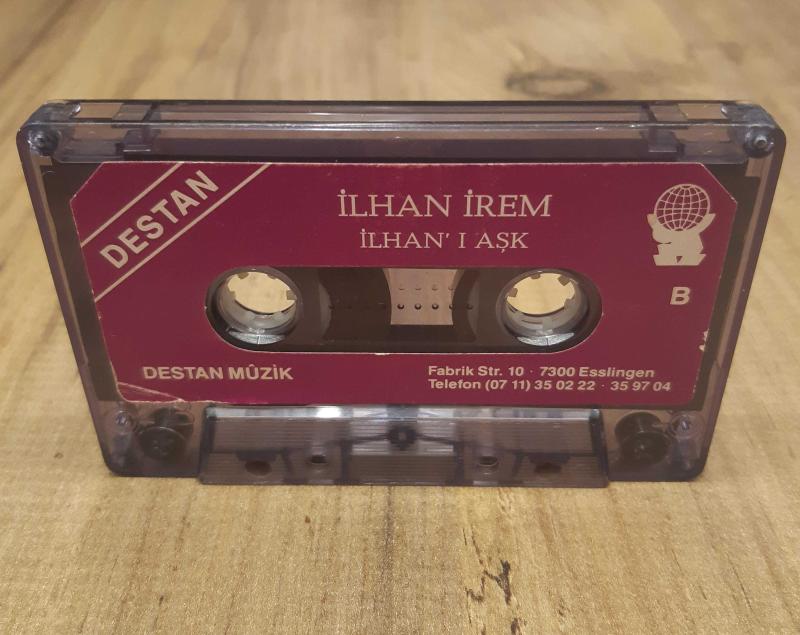 DESTAN
İLHAN İREM
İLHAN' I AŞK
B
DESTAN MÛZİK
Fabrik Str. 10 · 7300 Esslingen
Telefon (07 11) 35 02 22 · 35 97 04